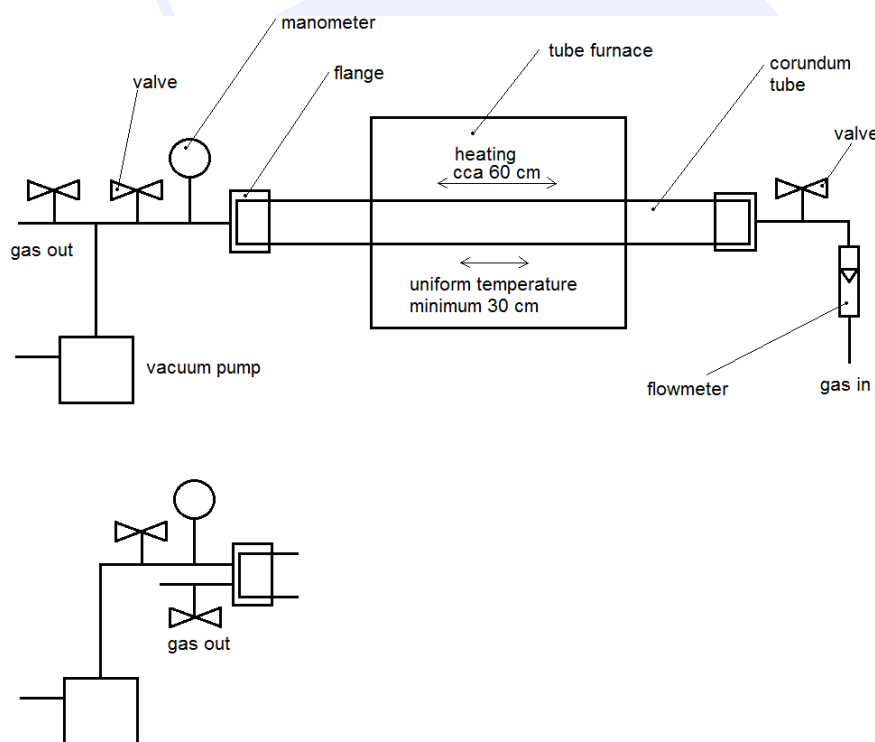 manometer
flange
valve
tube furnace
corundum
tube
valve
heating
cca 60 cm
gas out
uniform temperature
minimum 30 cm
vacuum pump
flowmeter
gas in
gas out